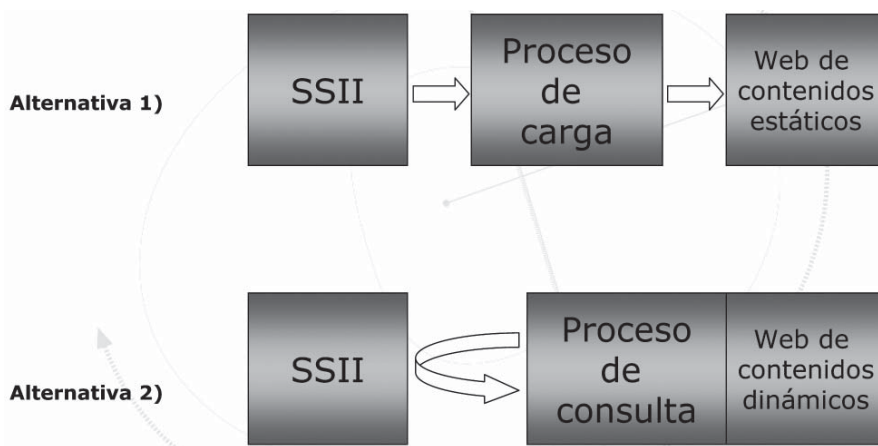 Alternativa 1)
SSII
Proceso
de
carga
Web de
contenidos
estáticos
Alternativa 2)
SSII
Proceso
de
consulta
Web de
contenidos
dinámicos